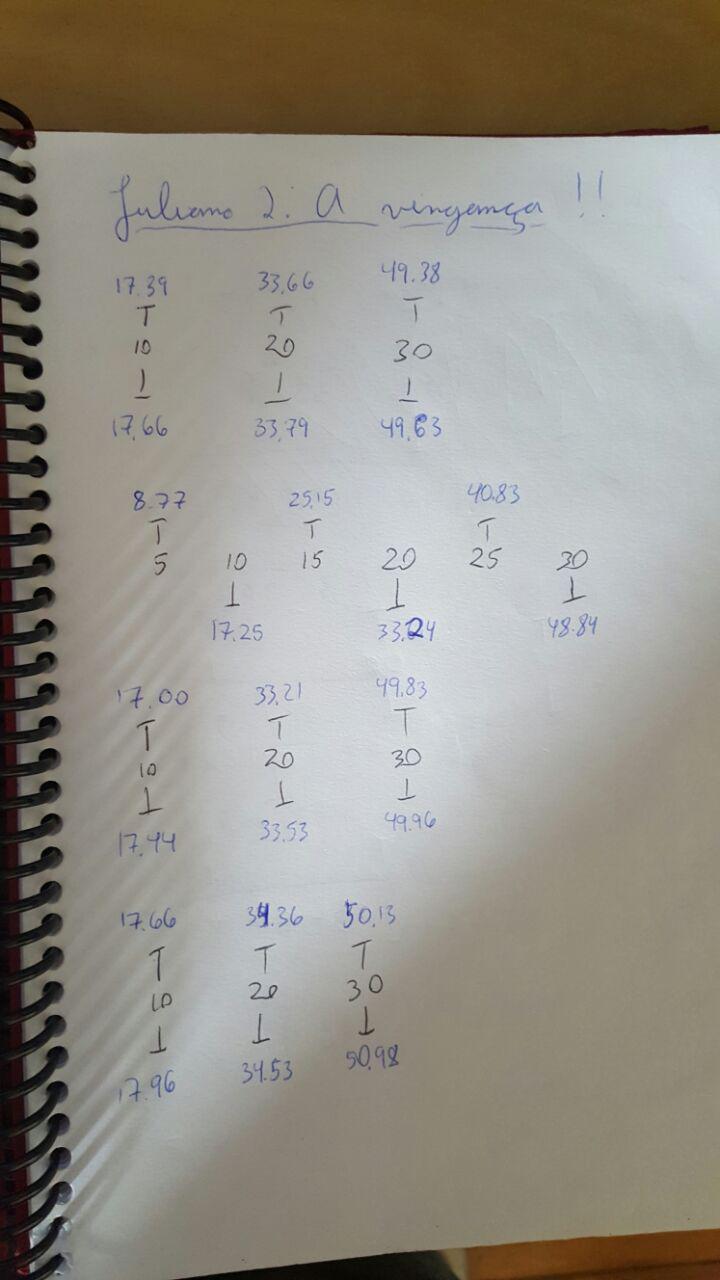 Juliano 2: A vingança!!
17.39 33.66 49.38
T T T
10 20 30
⊥ ⊥ ⊥
17.66 33.79 49.63
8.77 25.15 40.83
T T T
5 10 15 20 25 30
⊥ ⊥ ⊥
17.25 33.24 48.84
17.00 33.21 49.83
T T T
10 20 30
⊥ ⊥ ⊥
17.44 33.53 49.96
17.66 34.36 50.13
T T T
10 20 30
⊥ ⊥ ⊥
17.96 34.53 50.98